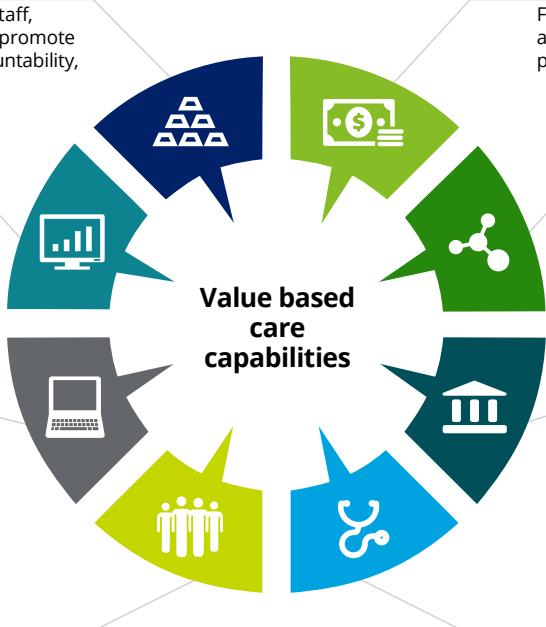 taff,
promote
untability,
F
a
p
Value based
care
capabilities